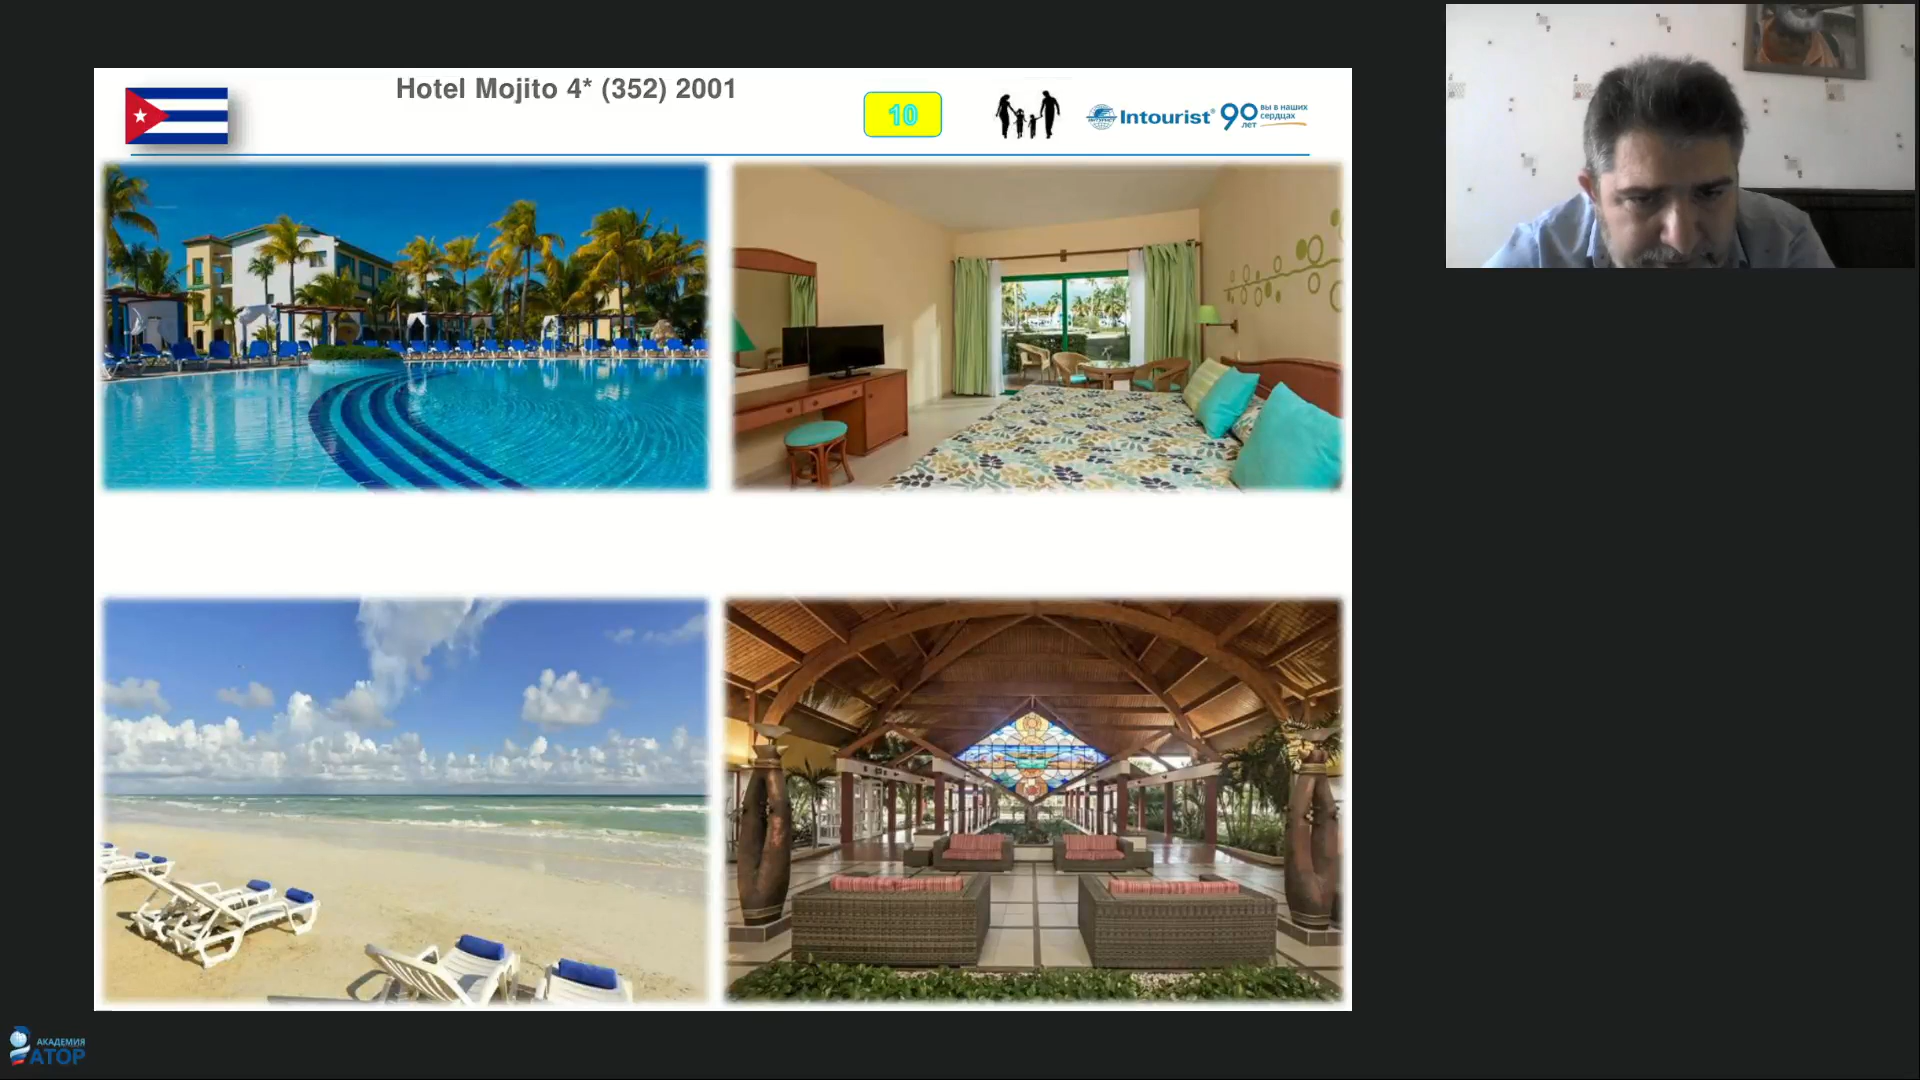 Hotel Mojito 4* (352) 2001
10
Intourist® 90 лет
вы в наших
сердцах
АКАДЕМИЯ
АТОР